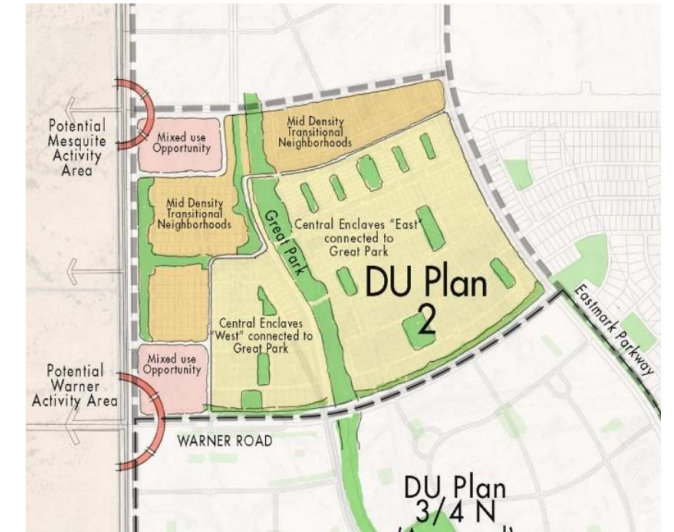 Potential
Mesquite
Activity
Area
Mixed use
Opportunity
Mid Density
Transitional
Neighborhoods
Mid Density
Transitional
Neighborhoods
Great Park
Central Enclaves "East"
connected to
Great Park
DU Plan
2
Central Enclaves
"West" connected to
Great Park
Eastmark Parkway
Mixed use
Opportunity
Potential
Warner
Activity Area
WARNER ROAD
DU Plan
3/4 N